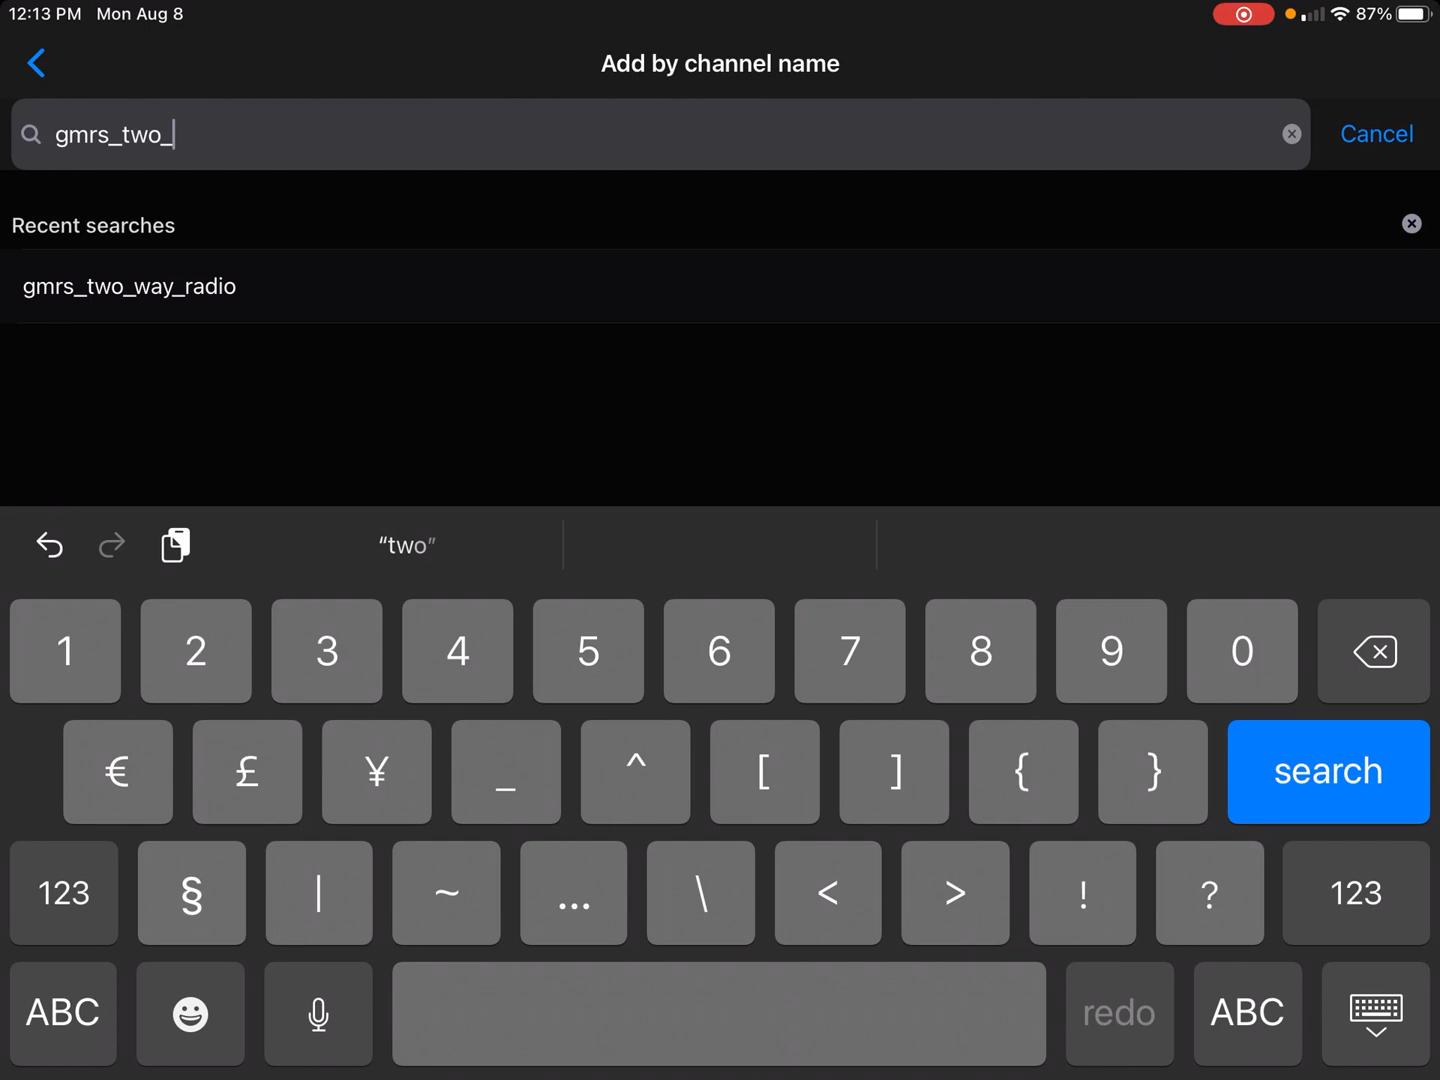 12:13 PM Mon Aug 8 87%
Add by channel name
gmrs_two_ Cancel
Recent searches
gmrs_two_way_radio
“two”
1 2 3 4 5 6 7 8 9 0
€ £ ¥ _ ^ [ ] { } search
123 § | ~ … \ < > ! ? 123
ABC redo ABC